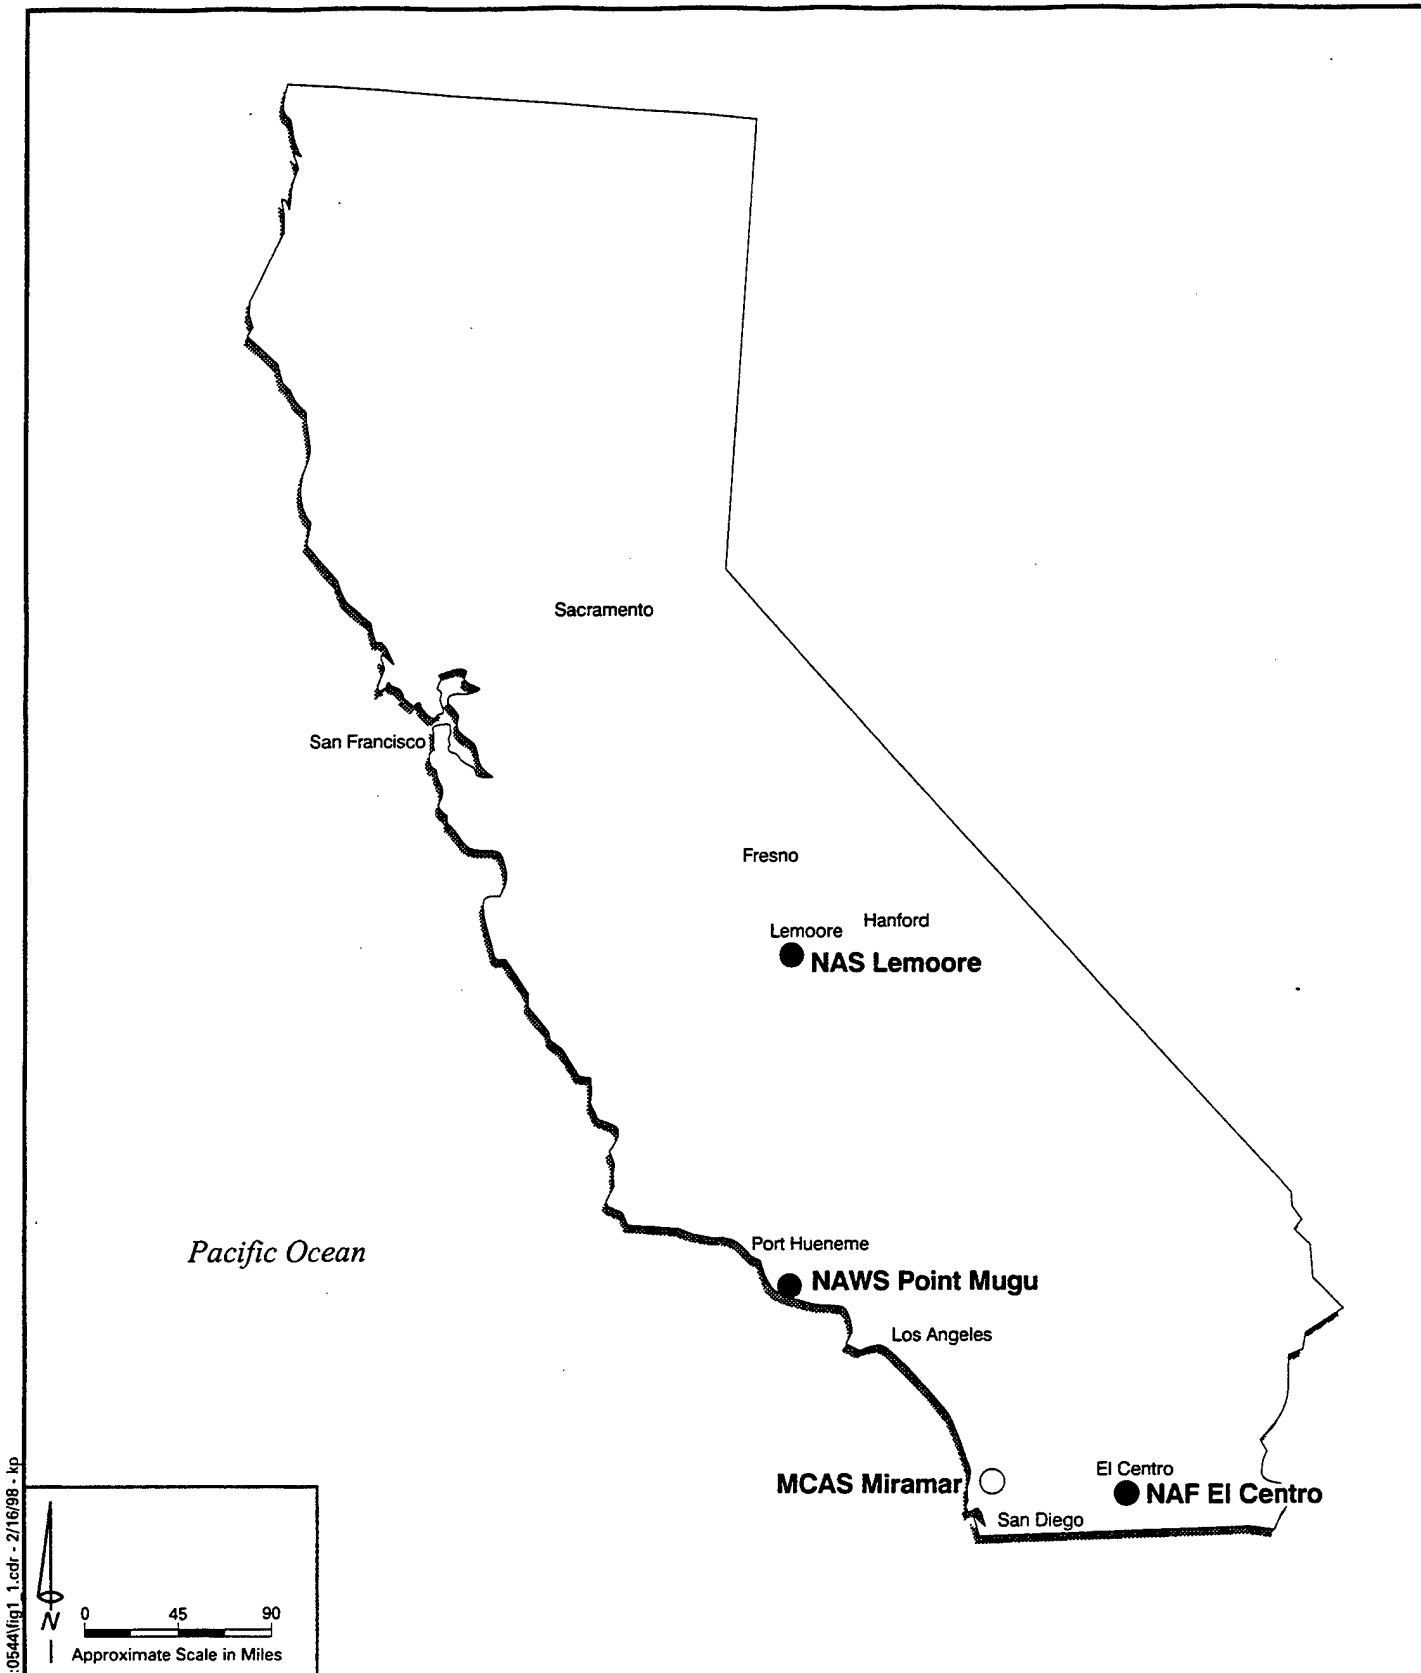 Sacramento
San Francisco
Fresno
Hanford
Lemoore
NAS Lemoore
Pacific Ocean
Port Hueneme
NAWS Point Mugu
Los Angeles
MCAS Miramar
El Centro
NAF El Centro
San Diego
N
0 45 90
Approximate Scale in Miles
:0544\fig1_1.cdr - 2/16/98 - kp